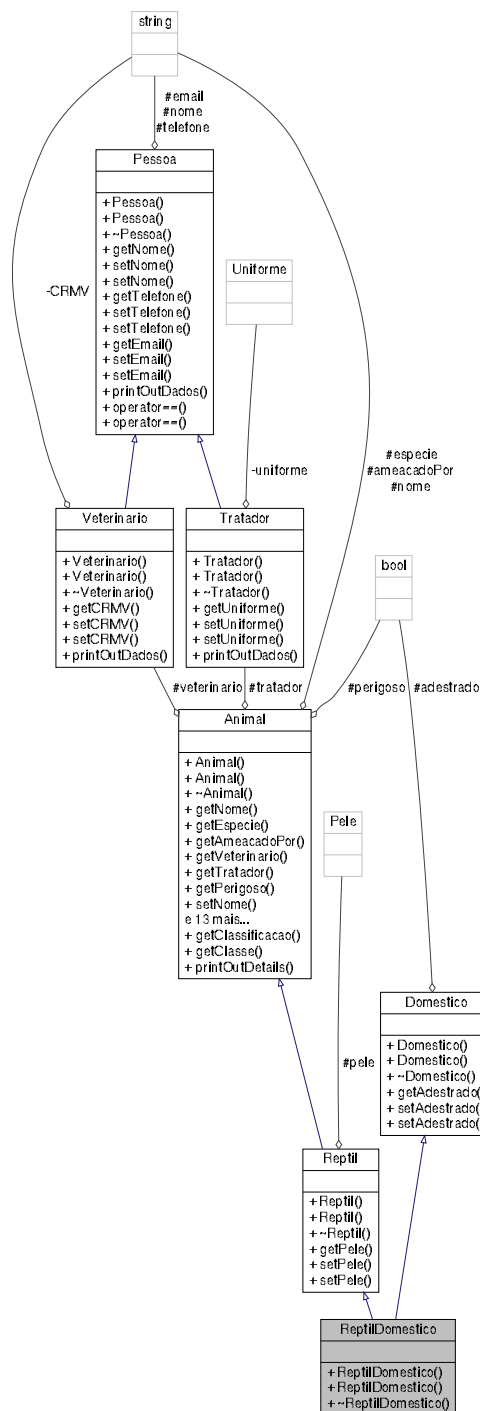 string
#email
#nome
#telefone
Pessoa
+ Pessoa()
+ Pessoa()
+ ~Pessoa()
+ getNome()
+ setNome()
+ setNome()
+ getTelefone()
+ setTelefone()
+ setTelefone()
+ getEmail()
+ setEmail()
+ setEmail()
+ printOutDados()
+ operator==()
+ operator==()
Uniforme
-CRMV
-uniforme
#especie
#ameacadoPor
#nome
Veterinario
+ Veterinario()
+ Veterinario()
+ ~Veterinario()
+ getCRMV()
+ setCRMV()
+ setCRMV()
+ printOutDados()
Tratador
+ Tratador()
+ Tratador()
+ ~Tratador()
+ getUniforme()
+ setUniforme()
+ setUniforme()
+ printOutDados()
bool
#veterinario
#tratador
#perigoso
#adestrado
Animal
+ Animal()
+ Animal()
+ ~Animal()
+ getNome()
+ getEspecie()
+ getAmeacadoPor()
+ getVeterinario()
+ getTratador()
+ getPerigoso()
+ setNome()
e 13 mais...
+ getClassificacao()
+ getClasse()
+ printOutDetails()
Pele
#pele
Domestico
+ Domestico()
+ Domestico()
+ ~Domestico()
+ getAdestrado()
+ setAdestrado()
+ setAdestrado()
Reptil
+ Reptil()
+ Reptil()
+ ~Reptil()
+ getPele()
+ setPele()
+ setPele()
ReptilDomestico
+ ReptilDomestico()
+ ReptilDomestico()
+ ~ReptilDomestico()